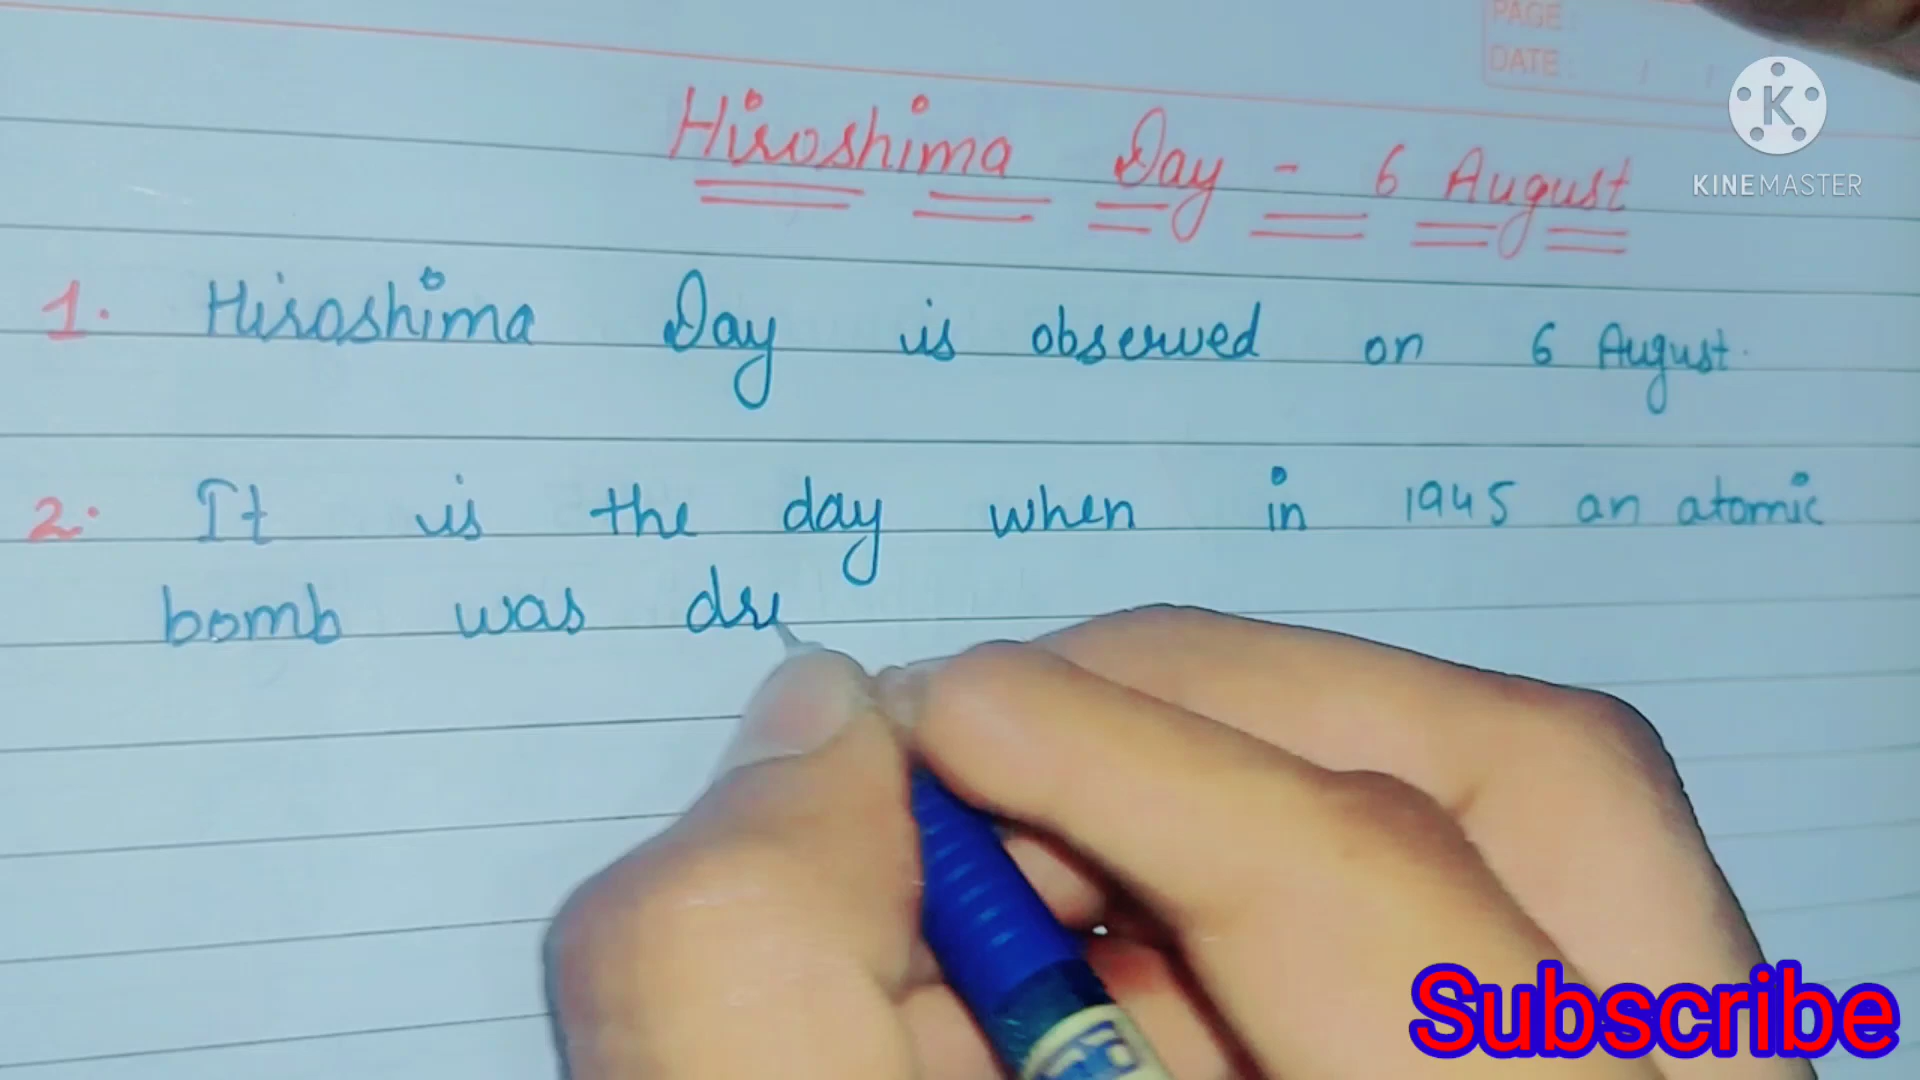 PAGE :
DATE : / /
K
KINEMASTER
Hiroshima Day - 6 August
1. Hiroshima Day is observed on 6 August.
2. It is the day when in 1945 an atomic
bomb was dr
Subscribe